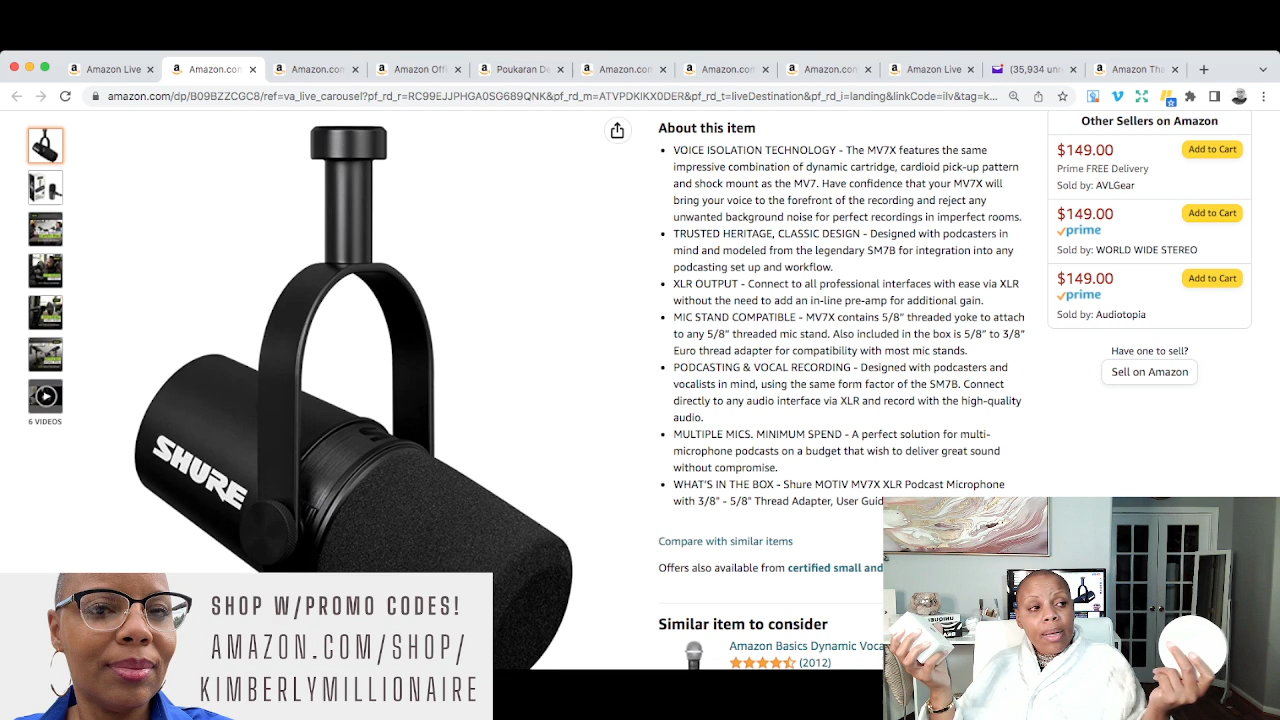 Amazon Live
Amazon.con
Amazon.com
Amazon Offi
Poukaran De
Amazon.com
Amazon.com
Amazon.con
Amazon Live
(35,934 unr
Amazon Tha
amazon.com/dp/B09BZZCGC8/ref=va_live_carousel?pf_rd_r=RC99EJJPHGA0SG689QNK&pf_rd_m=ATVPDKIKX0DER&pf_rd_t=liveDestination&pf_rd_i=landing&linkCode=ilv&tag=k...
6 VIDEOS
SHURE
About this item
• VOICE ISOLATION TECHNOLOGY - The MV7X features the same
impressive combination of dynamic cartridge, cardioid pick-up pattern
and shock mount as the MV7. Have confidence that your MV7X will
bring your voice to the forefront of the recording and reject any
unwanted background noise for perfect recordings in imperfect rooms.
• TRUSTED HERITAGE, CLASSIC DESIGN - Designed with podcasters in
mind and modeled from the legendary SM7B for integration into any
podcasting set up and workflow.
• XLR OUTPUT - Connect to all professional interfaces with ease via XLR
without the need to add an in-line pre-amp for additional gain.
• MIC STAND COMPATIBLE - MV7X contains 5/8” threaded yoke to attach
to any 5/8” threaded mic stand. Also included in the box is 5/8” to 3/8”
Euro thread adapter for compatibility with most mic stands.
• PODCASTING & VOCAL RECORDING - Designed with podcasters and
vocalists in mind, using the same form factor of the SM7B. Connect
directly to any audio interface via XLR and record with the high-quality
audio.
• MULTIPLE MICS. MINIMUM SPEND - A perfect solution for multi-
microphone podcasts on a budget that wish to deliver great sound
without compromise.
• WHAT’S IN THE BOX - Shure MOTIV MV7X XLR Podcast Microphone
with 3/8" - 5/8" Thread Adapter, User Guid
Compare with similar items
Offers also available from certified small and
Similar item to consider
Amazon Basics Dynamic Voca
(2012)
Other Sellers on Amazon
$149.00
Add to Cart
Prime FREE Delivery
Sold by: AVLGear
$149.00
Add to Cart
prime
Sold by: WORLD WIDE STEREO
$149.00
Add to Cart
prime
Sold by: Audiotopia
Have one to sell?
Sell on Amazon
SHOP W/PROMO CODES!
AMAZON.COM/SHOP/
KIMBERLYMILLIONAIRE